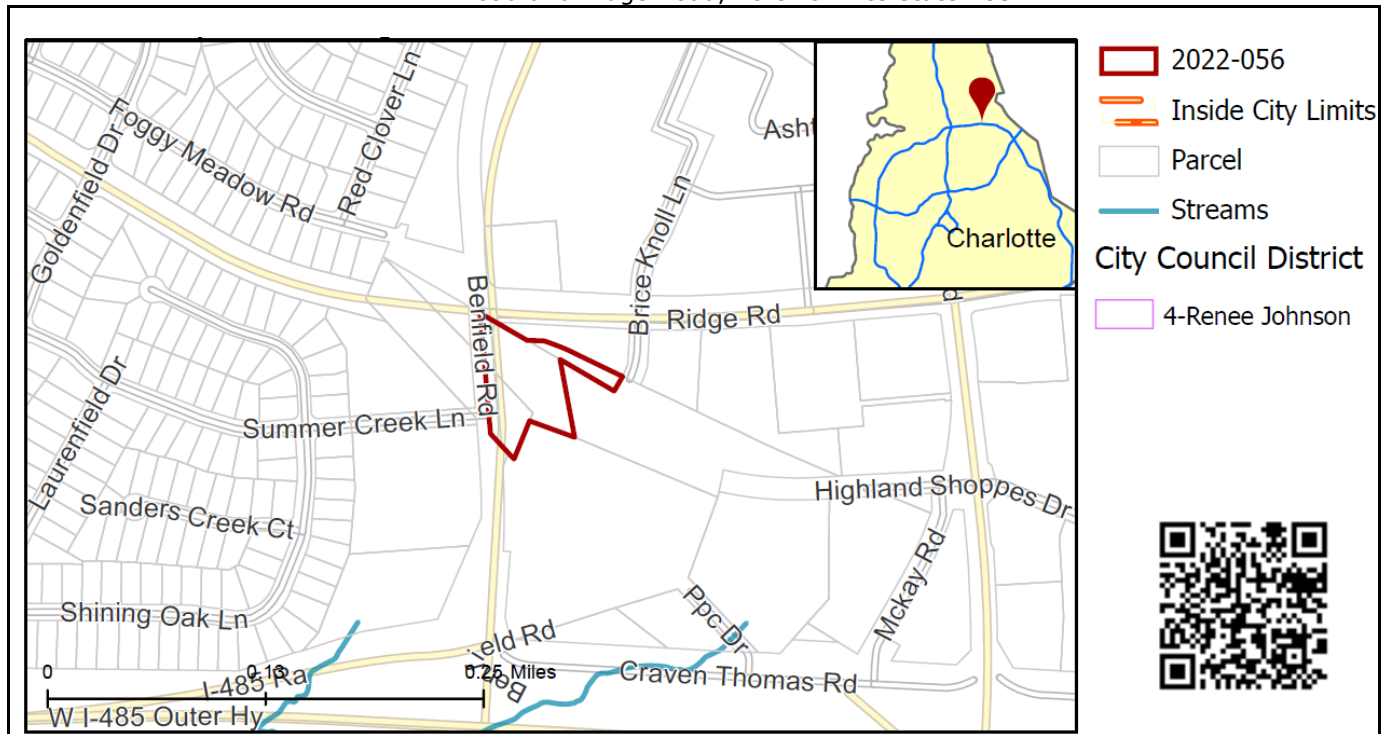 2022-056
Inside City Limits
Parcel
Streams
City Council District
4-Renee Johnson
Charlotte
Foggy Meadow Rd
Red Clover Ln
Goldenfield Dr
Brice Knoll Ln
Ridge Rd
Benfield Rd
Summer Creek Ln
Laurenfield Dr
Sanders Creek Ct
Shining Oak Ln
Highland Shoppes Dr
Mckay Rd
Ppc Dr
Craven Thomas Rd
I-485 Ra
W I-485 Outer Hy
0
0.13
0.25 Miles